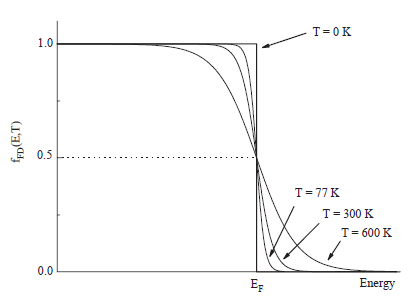 T = 0 K
1.0
f_FD(E,T)
0.5
T = 77 K
T = 300 K
T = 600 K
0.0
E_F
Energy